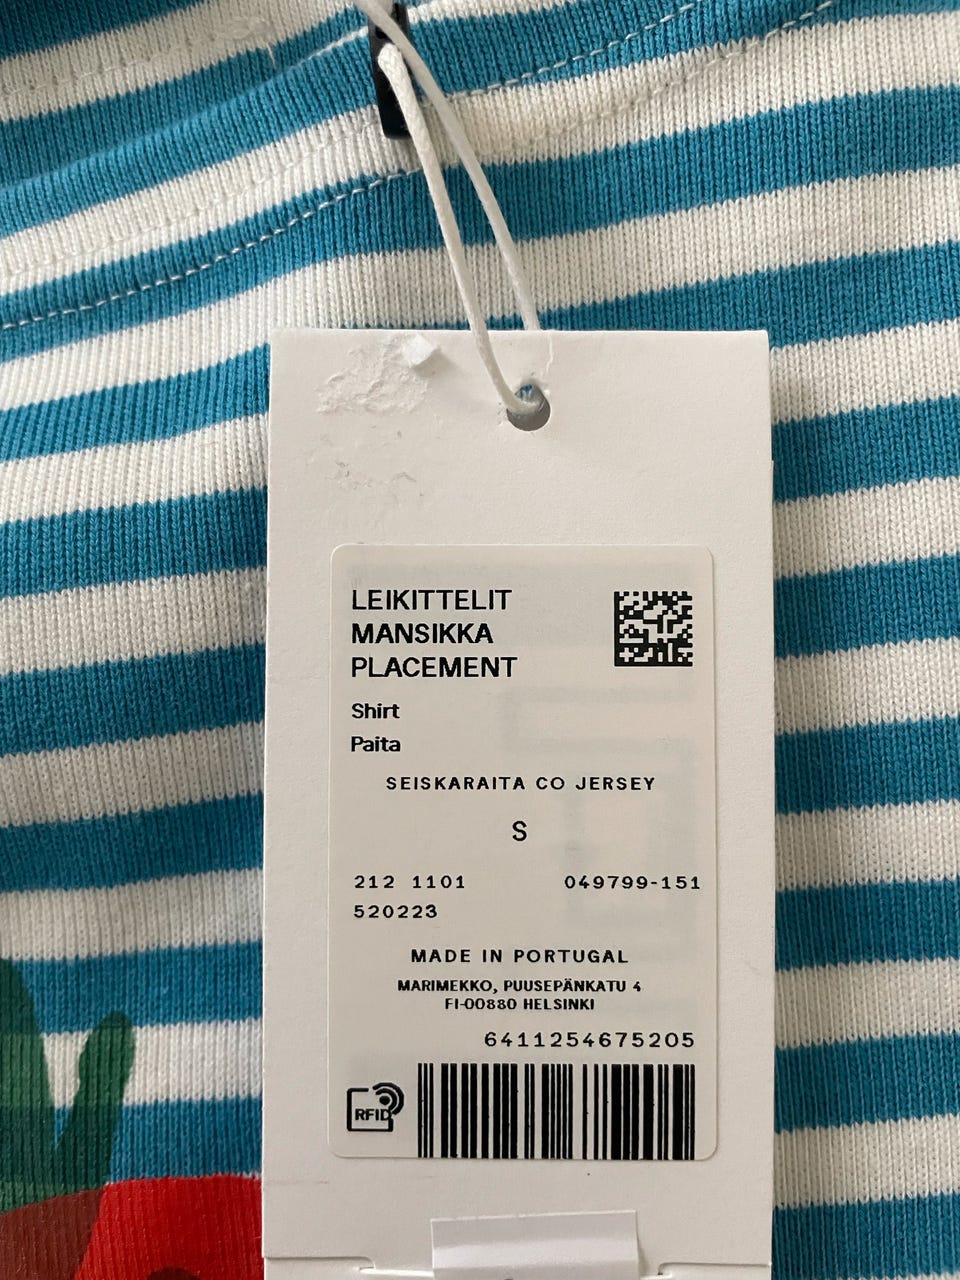 LEIKITTELIT
MANSIKKA
PLACEMENT
Shirt
Paita
SEISKARAITA CO JERSEY
S
212 1101 049799-151
520223
MADE IN PORTUGAL
MARIMEKKO, PUUSEPÄNKATU 4
FI-00880 HELSINKI
6411254675205
RFID